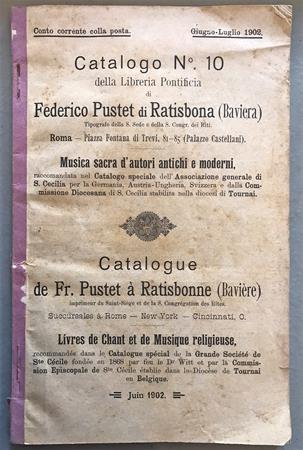 Conto corrente colla posta. Giugno-Luglio 1902.
Catalogo Nº. 10
della Libreria Pontificia
di
Federico Pustet di Ratisbona (Baviera)
Tipografo della S. Sede e della S. Congr. dei Riti.
Roma — Piazza Fontana di Trevi, 81-85 (Palazzo Castellani).
Musica sacra d'autori antichi e moderni,
raccomandata nel Catalogo speciale dell'Associazione generale di
S. Cecilia per la Germania, Austria-Ungheria, Svizzera e dalla Com-
missione Diocesana di S. Cecilia stabilita nella diocesi di Tournai.
Catalogue
de Fr. Pustet à Ratisbonne (Bavière)
imprimeur du Saint-Siège et de la S. Congrégation des Rites.
Succursales à Rome — New-York — Cincinnati, O.
Livres de Chant et de Musique religieuse,
recommandés dans le Catalogue spécial de la Grande Société de
Ste Cécile fondée en 1868 par feu le Dr Witt et par la Commis-
sion Episcopale de Ste Cécile établie dans le Diocèse de Tournai
en Belgique.
Juin 1902.